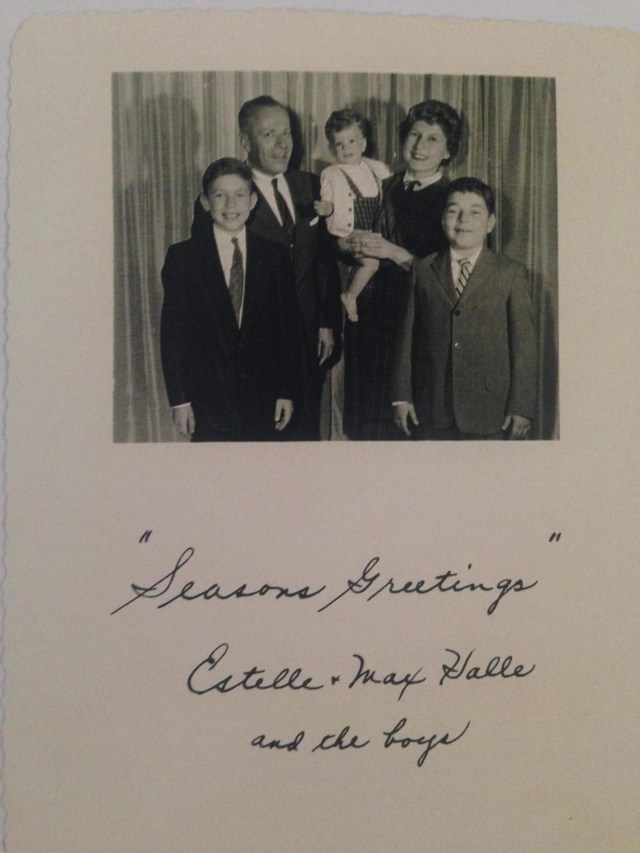 "Seasons Greetings"
Estelle + Max Halle
and the boys